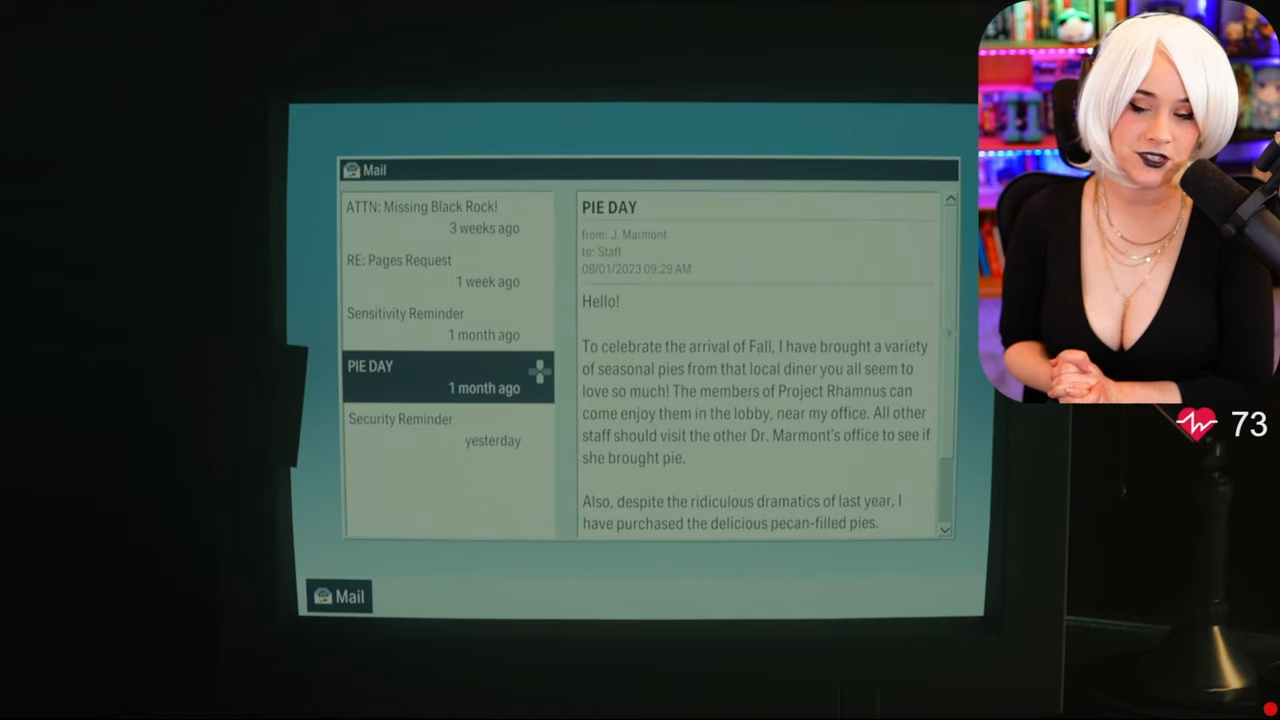 Mail
ATTN: Missing Black Rock!
3 weeks ago
RE: Pages Request
1 week ago
Sensitivity Reminder
1 month ago
PIE DAY
1 month ago
Security Reminder
yesterday
PIE DAY
from: J. Marmont
to: Staff
08/01/2023 09:29 AM
Hello!
To celebrate the arrival of Fall, I have brought a variety
of seasonal pies from that local diner you all seem to
love so much! The members of Project Rhamnus can
come enjoy them in the lobby, near my office. All other
staff should visit the other Dr. Marmont's office to see if
she brought pie.
Also, despite the ridiculous dramatics of last year, I
have purchased the delicious pecan-filled pies.
Mail
73